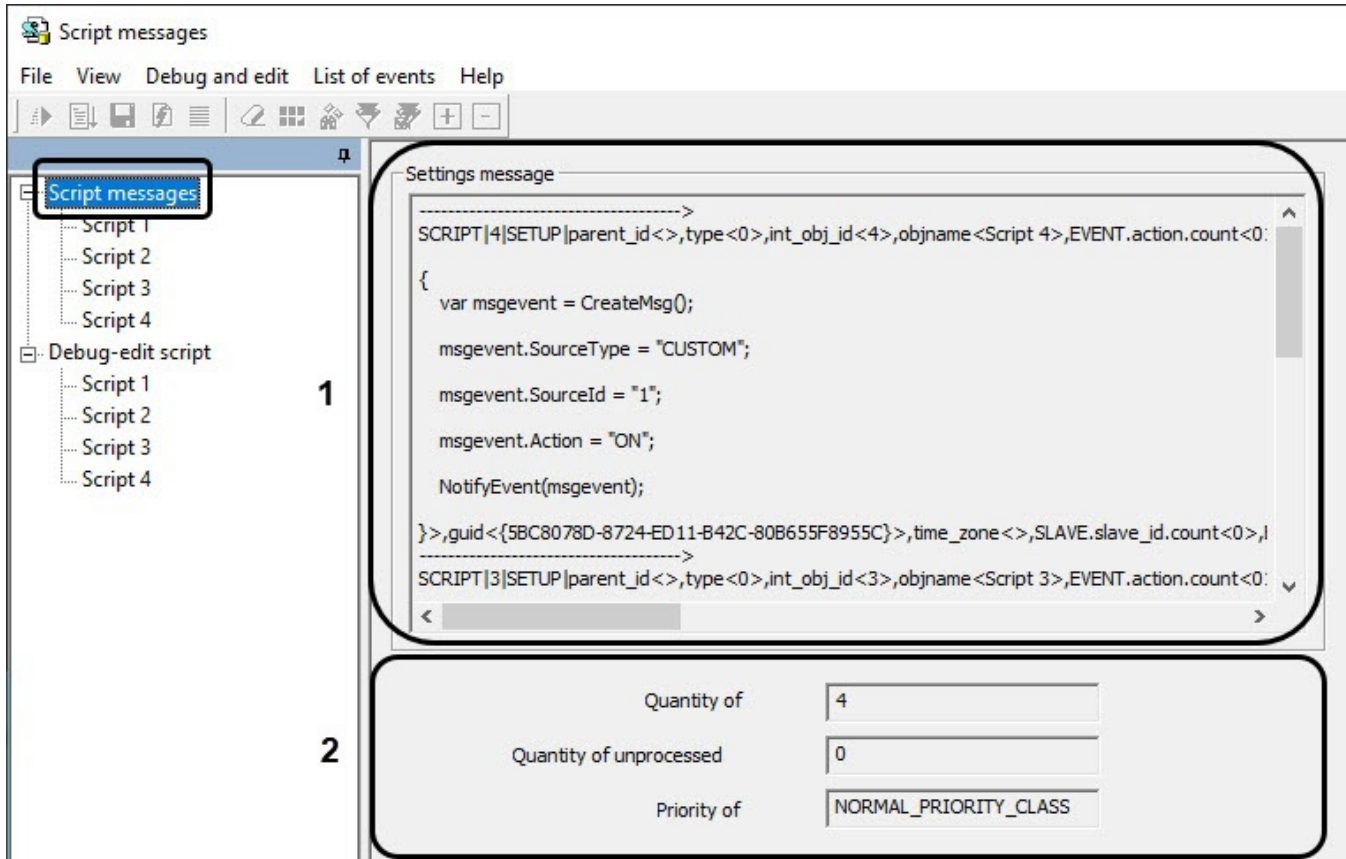 Script messages
File View Debug and edit List of events Help
Script messages
Script 1
Script 2
Script 3
Script 4
Debug-edit script
Script 1
Script 2
Script 3
Script 4
1
Settings message
------------------------------------->
SCRIPT|4|SETUP|parent_id<>,type<0>,int_obj_id<4>,objname<Script 4>,EVENT.action.count<0
{
var msgevent = CreateMsg();
msgevent.SourceType = "CUSTOM";
msgevent.SourceId = "1";
msgevent.Action = "ON";
NotifyEvent(msgevent);
}>,guid<{5BC8078D-8724-ED11-B42C-80B655F8955C}>,time_zone<>,SLAVE.slave_id.count<0>,
------------------------------------->
SCRIPT|3|SETUP|parent_id<>,type<0>,int_obj_id<3>,objname<Script 3>,EVENT.action.count<0
2
Quantity of 4
Quantity of unprocessed 0
Priority of NORMAL_PRIORITY_CLASS